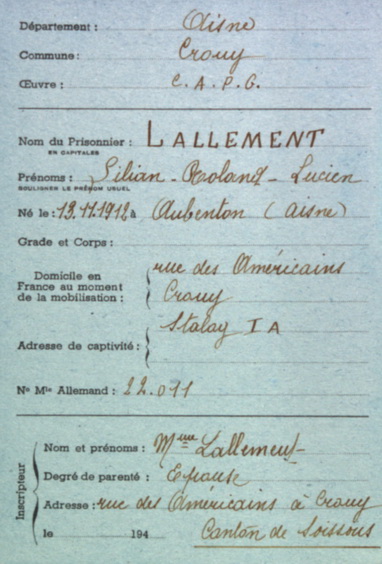 Département : Aisne
Commune : Crouy
Œuvre : C. A. P. G.
Nom du Prisonnier : LALLEMENT
EN CAPITALES
Prénoms : Lilian - Roland - Lucien
SOULIGNER LE PRÉNOM USUEL
Né le : 13.11.1912 à Aubenton (Aisne)
Grade et Corps :
Domicile en France au moment de la mobilisation : rue des Américains
Crouy
Adresse de captivité : Stalag I A
N° Mle Allemand : 22.011
Inscripteur
Nom et prénoms : Mme Lallement
Degré de parenté : Epouse
Adresse : rue des Américains à Crouy
le 194 Canton de Soissons